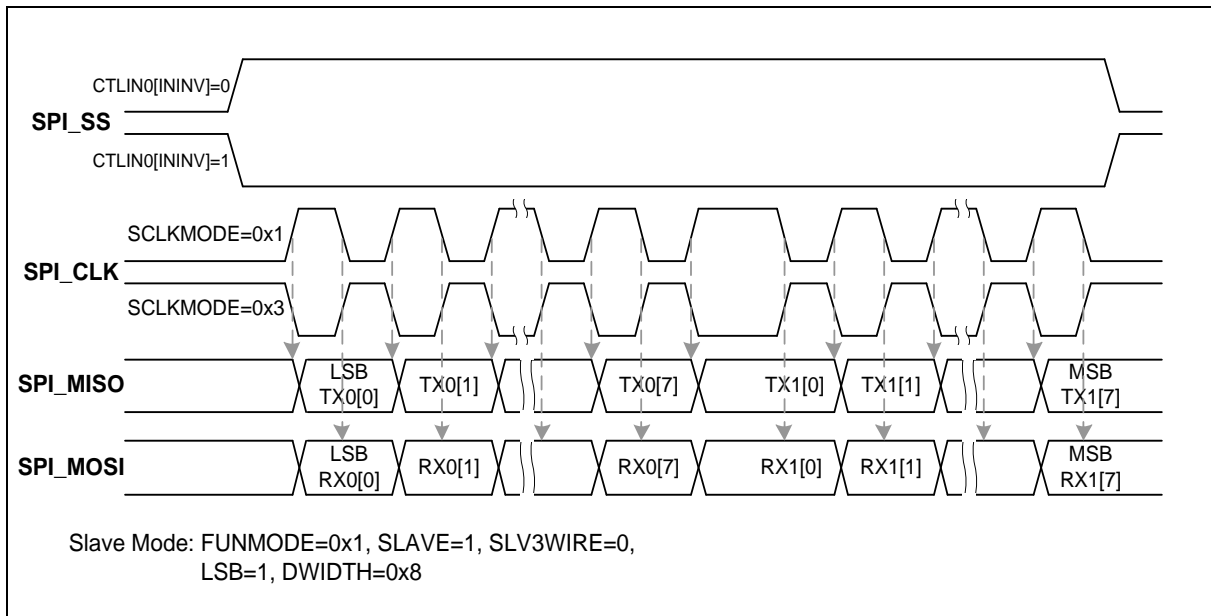 CTLIN0[ININV]=0
SPI_SS
CTLIN0[ININV]=1
SCLKMODE=0x1
SPI_CLK
SCLKMODE=0x3
SPI_MISO
LSB
TX0[0]
TX0[1]
TX0[7]
TX1[0]
TX1[1]
MSB
TX1[7]
SPI_MOSI
LSB
RX0[0]
RX0[1]
RX0[7]
RX1[0]
RX1[1]
MSB
RX1[7]
Slave Mode: FUNMODE=0x1, SLAVE=1, SLV3WIRE=0,
LSB=1, DWIDTH=0x8